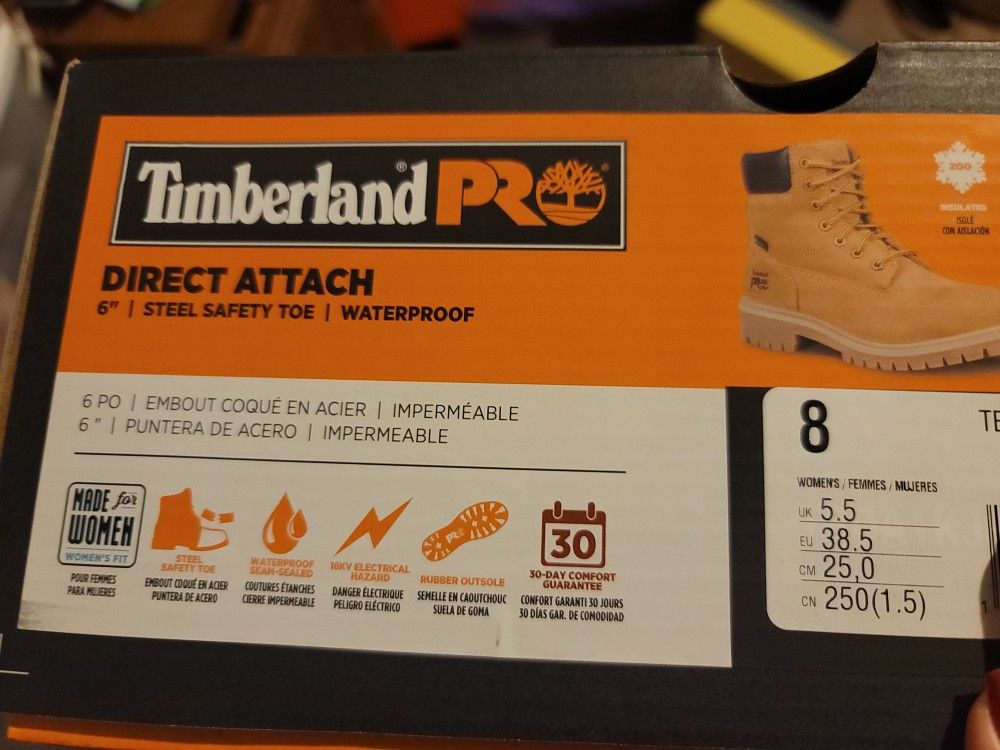 Timberland® PRO®
DIRECT ATTACH
6" | STEEL SAFETY TOE | WATERPROOF
200
INSULATED
ISOLÉ
CON AISLACIÓN
6 PO | EMBOUT COQUÉ EN ACIER | IMPERMÉABLE
6 " | PUNTERA DE ACERO | IMPERMEABLE
MADE for
WOMEN
WOMEN'S FIT
POUR FEMMES
PARA MUJERES
STEEL
SAFETY TOE
EMBOUT COQUÉ EN ACIER
PUNTERA DE ACERO
WATERPROOF
SEAM-SEALED
COUTURES ÉTANCHES
CIERRE IMPERMEABLE
18KV ELECTRICAL
HAZARD
DANGER ÉLECTRIQUE
PELIGRO ELÉCTRICO
PRO
RUBBER OUTSOLE
SEMELLE EN CAOUTCHOUC
SUELA DE GOMA
30
30-DAY COMFORT
GUARANTEE
CONFORT GARANTI 30 JOURS
30 DÍAS GAR. DE COMODIDAD
8
TE
WOMEN'S / FEMMES / MUJERES
UK 5.5
EU 38.5
CM 25,0
CN 250(1.5)
1